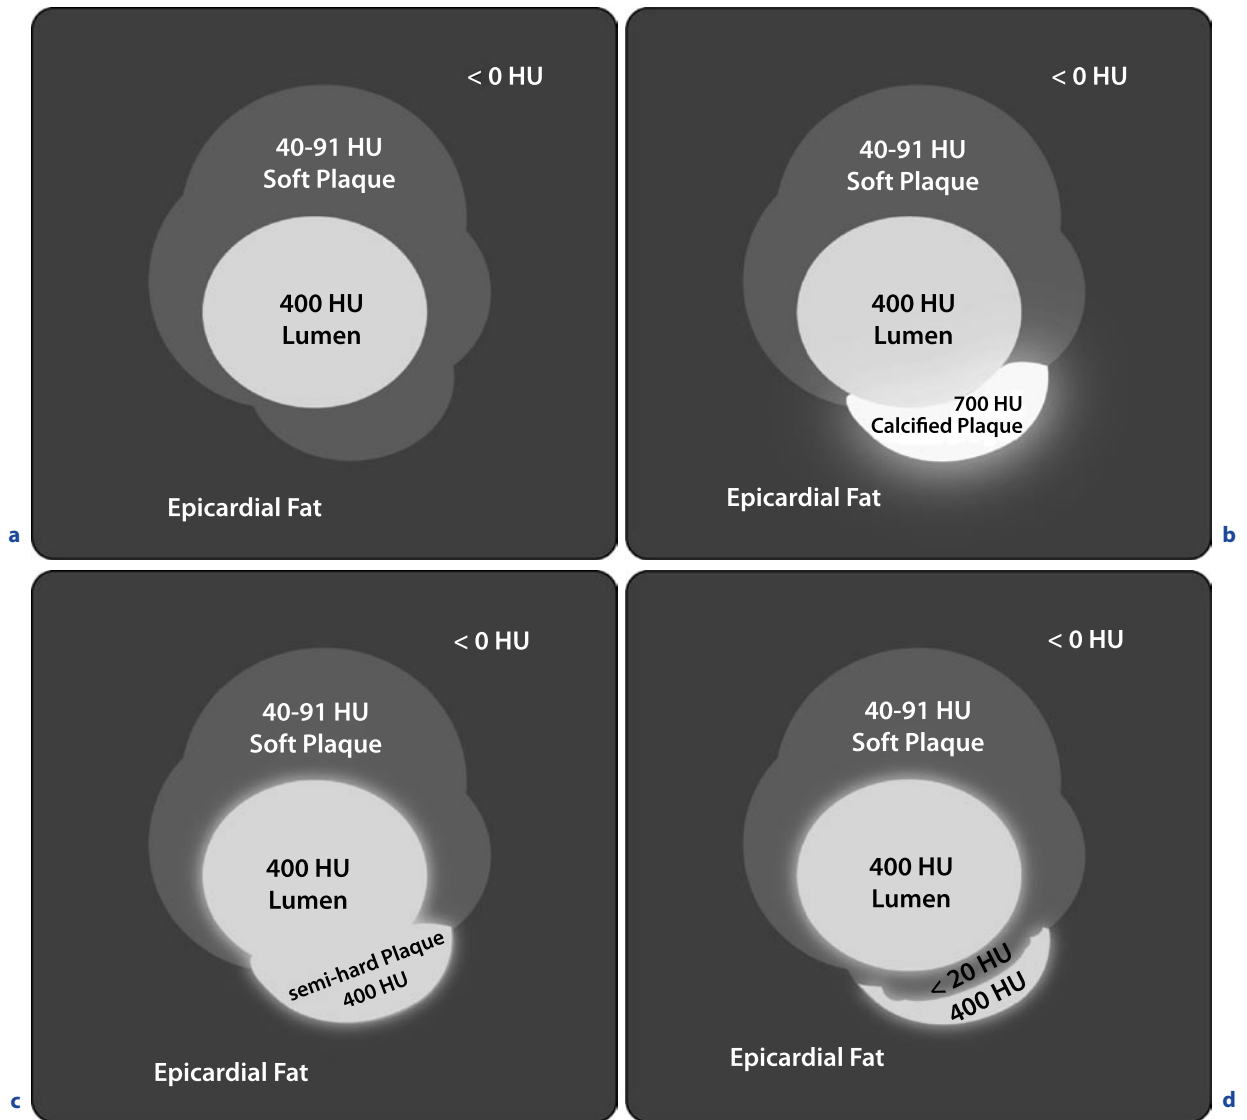 < 0 HU
40-91 HU
Soft Plaque
400 HU
Lumen
Epicardial Fat
a
< 0 HU
40-91 HU
Soft Plaque
400 HU
Lumen
700 HU
Calcified Plaque
Epicardial Fat
b
< 0 HU
40-91 HU
Soft Plaque
400 HU
Lumen
semi-hard Plaque
400 HU
Epicardial Fat
c
< 0 HU
40-91 HU
Soft Plaque
400 HU
Lumen
< 20 HU
400 HU
Epicardial Fat
d